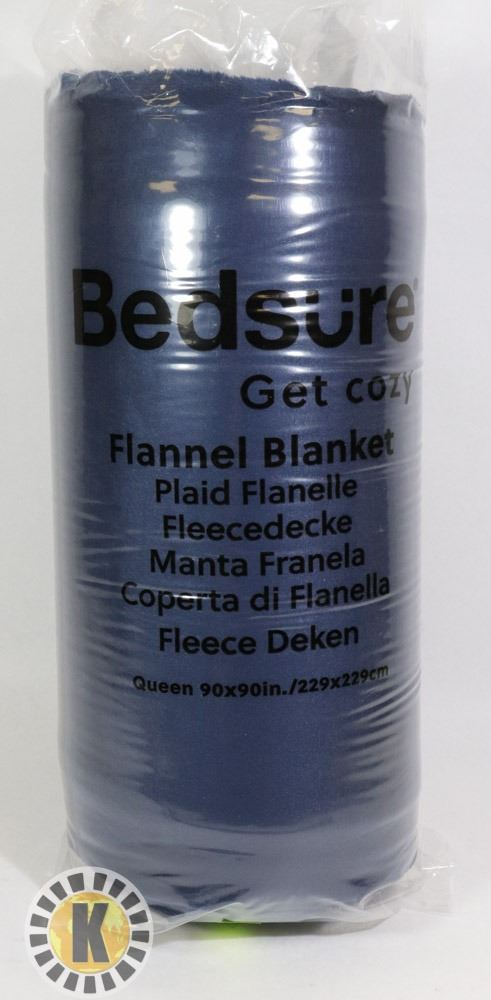 Bedsure®
Get cozy
Flannel Blanket
Plaid Flanelle
Fleecedecke
Manta Franela
Coperta di Flanella
Fleece Deken
Queen 90x90in./229x229cm
K